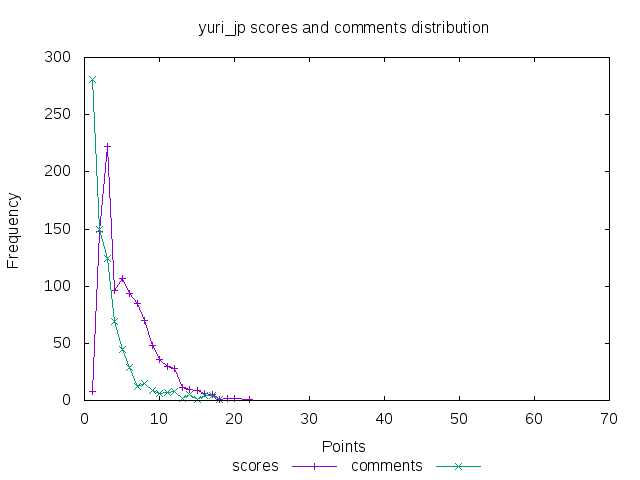 yuri_jp scores and comments distribution
300
250
200
150
100
50
0
Frequency
0 10 20 30 40 50 60 70
Points
scores comments